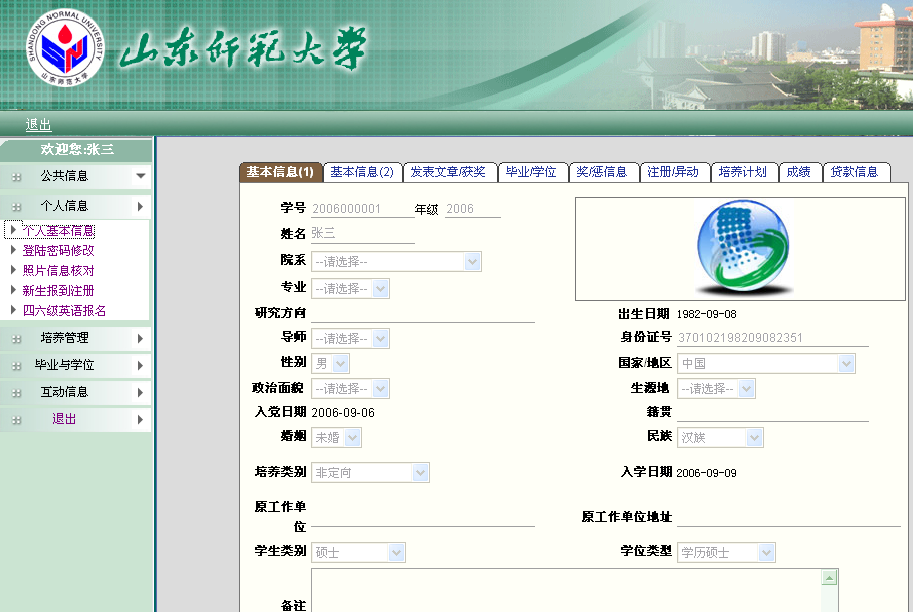 SHANDONG NORMAL UNIVERSITY
山东师范大学
山东师范大学
退出
欢迎您:张三
公共信息
个人信息
个人基本信息
登陆密码修改
照片信息核对
新生报到注册
四六级英语报名
培养管理
毕业与学位
互动信息
退出
基本信息(1) 基本信息(2) 发表文章/获奖 毕业/学位 奖/惩信息 注册/异动 培养计划 成绩 贷款信息
学号 2006000001 年级 2006
姓名 张三
院系 --请选择--
专业 --请选择--
研究方向 出生日期 1982-09-08
导师 --请选择-- 身份证号 370102198209082351
性别 男 国家/地区 中国
政治面貌 --请选择-- 生源地 --请选择--
入党日期 2006-09-06 籍贯
婚姻 未婚 民族 汉族
培养类别 非定向 入学日期 2006-09-09
原工作单
位 原工作单位地址
学生类别 硕士 学位类型 学历硕士
备注